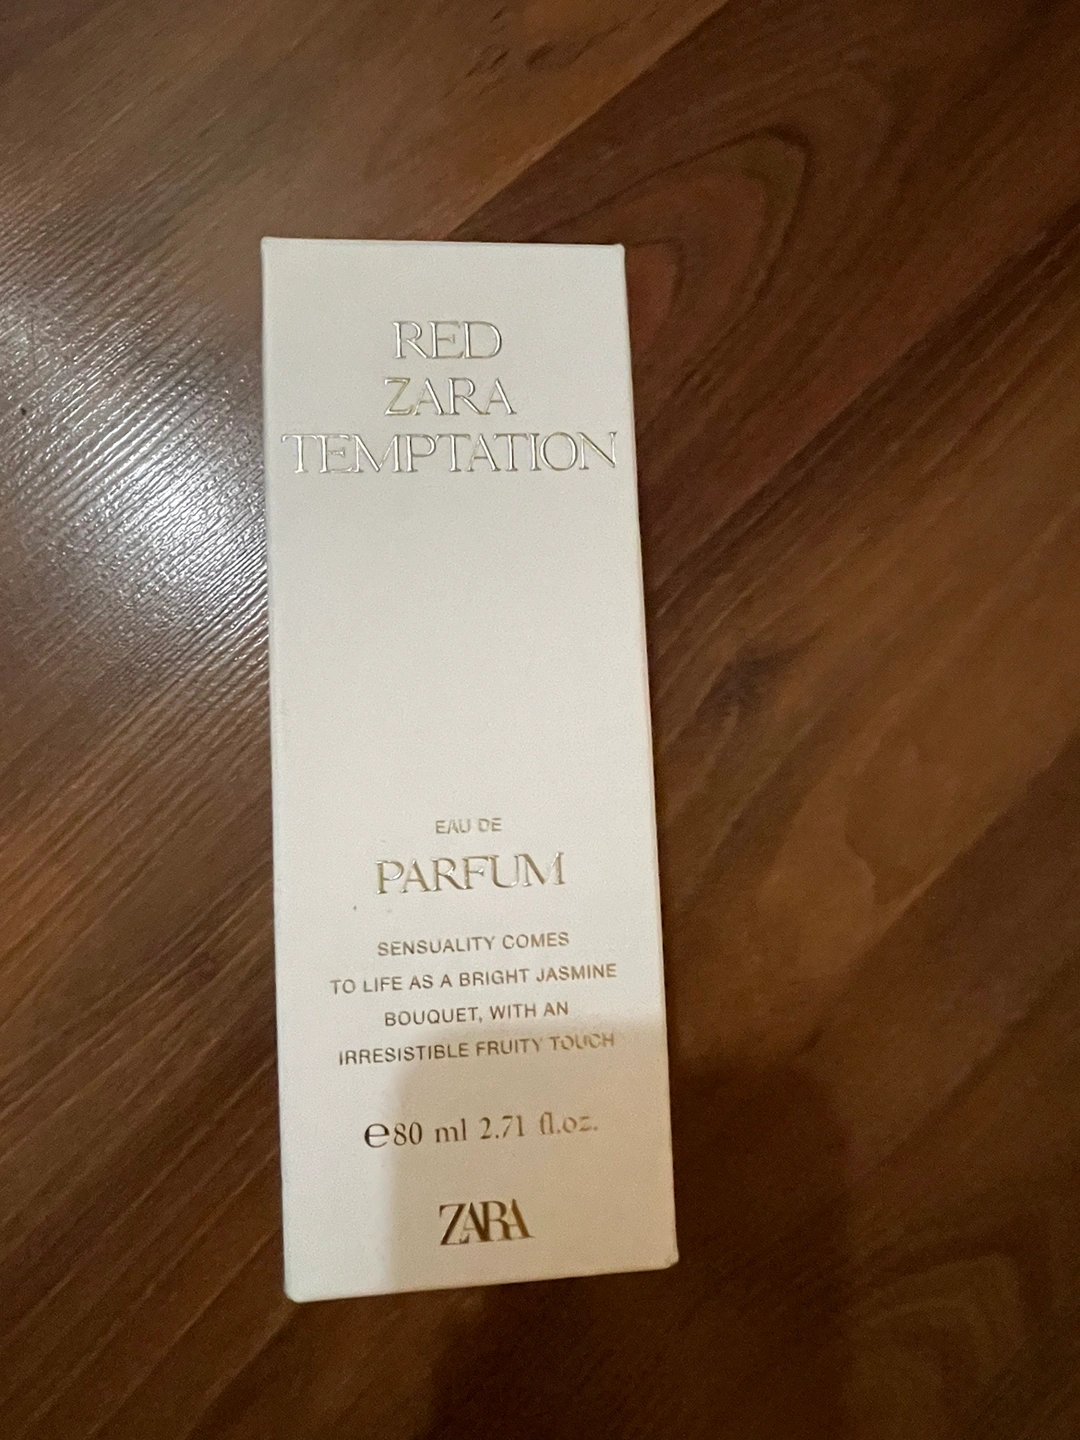 RED
ZARA
TEMPTATION
EAU DE
PARFUM
SENSUALITY COMES
TO LIFE AS A BRIGHT JASMINE
BOUQUET, WITH AN
IRRESISTIBLE FRUITY TOUCH
℮80 ml 2.71 fl.oz.
ZARA